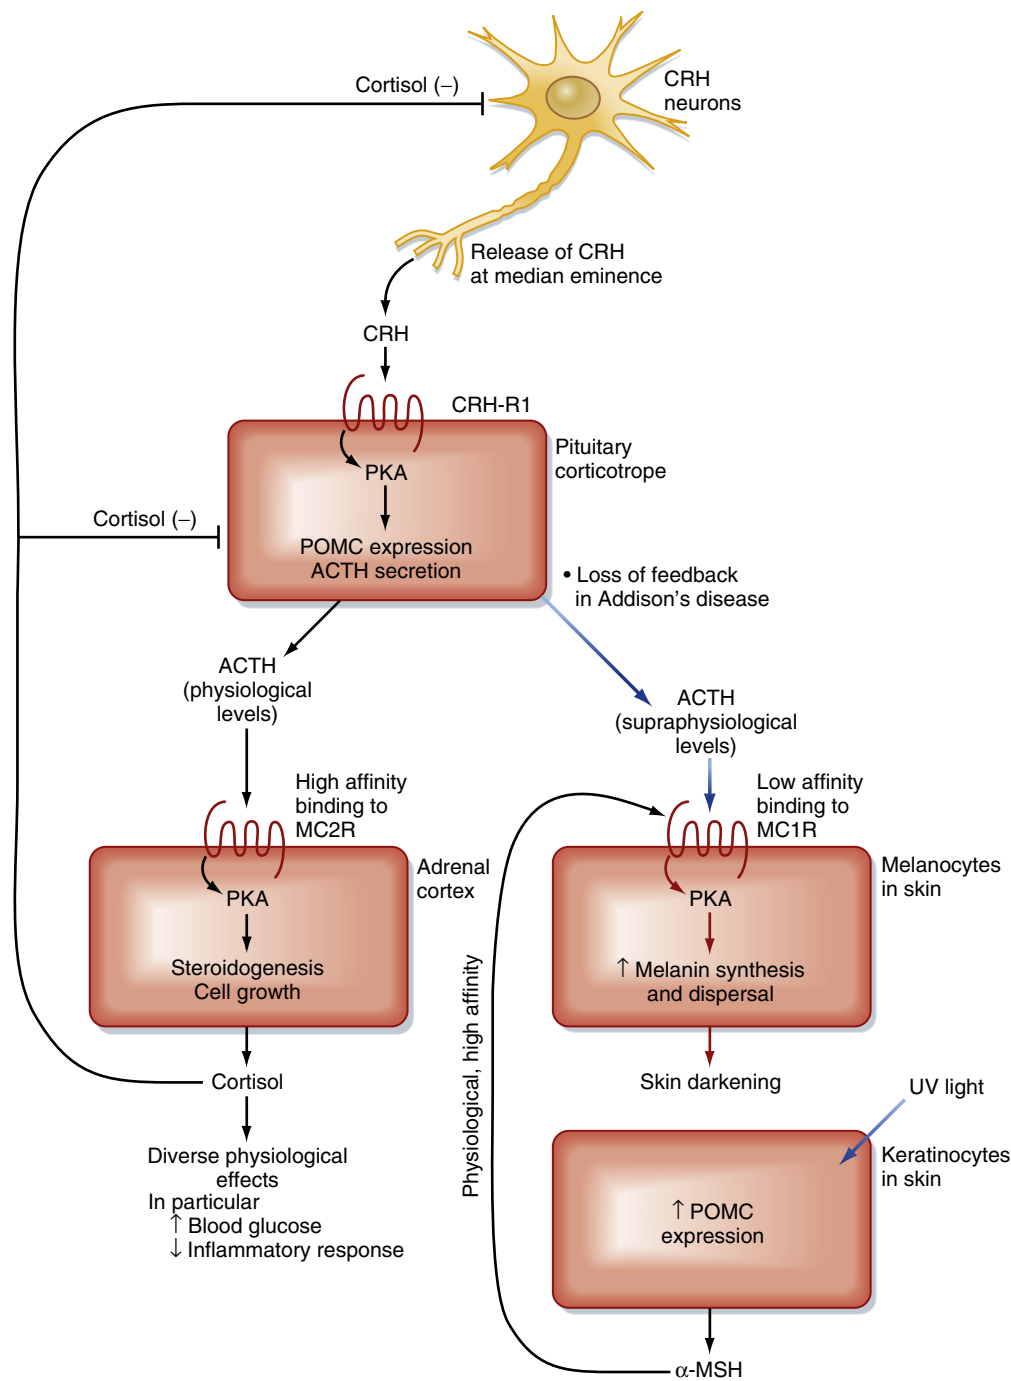 Cortisol (–)
CRH
neurons
Release of CRH
at median eminence
CRH
CRH-R1
Pituitary
corticotrope
PKA
Cortisol (–)
POMC expression
ACTH secretion
• Loss of feedback
in Addison's disease
ACTH
(physiological
levels)
ACTH
(supraphysiological
levels)
High affinity
binding to
MC2R
Low affinity
binding to
MC1R
Adrenal
cortex
PKA
Steroidogenesis
Cell growth
Melanocytes
in skin
PKA
↑ Melanin synthesis
and dispersal
Physiological, high affinity
Cortisol
Skin darkening
Diverse physiological
effects
In particular
↑ Blood glucose
↓ Inflammatory response
UV light
Keratinocytes
in skin
↑ POMC
expression
α-MSH